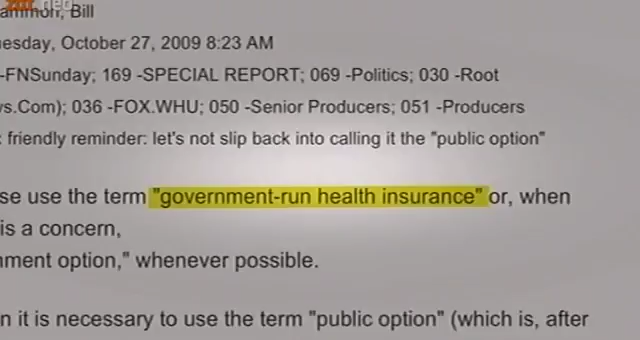 ammon, Bill
esday, October 27, 2009 8:23 AM
-FNSunday; 169 -SPECIAL REPORT; 069 -Politics; 030 -Root
s.Com); 036 -FOX.WHU; 050 -Senior Producers; 051 -Producers
: friendly reminder: let's not slip back into calling it the "public option"
se use the term "government-run health insurance" or, when
is a concern,
nment option," whenever possible.
n it is necessary to use the term "public option" (which is, after